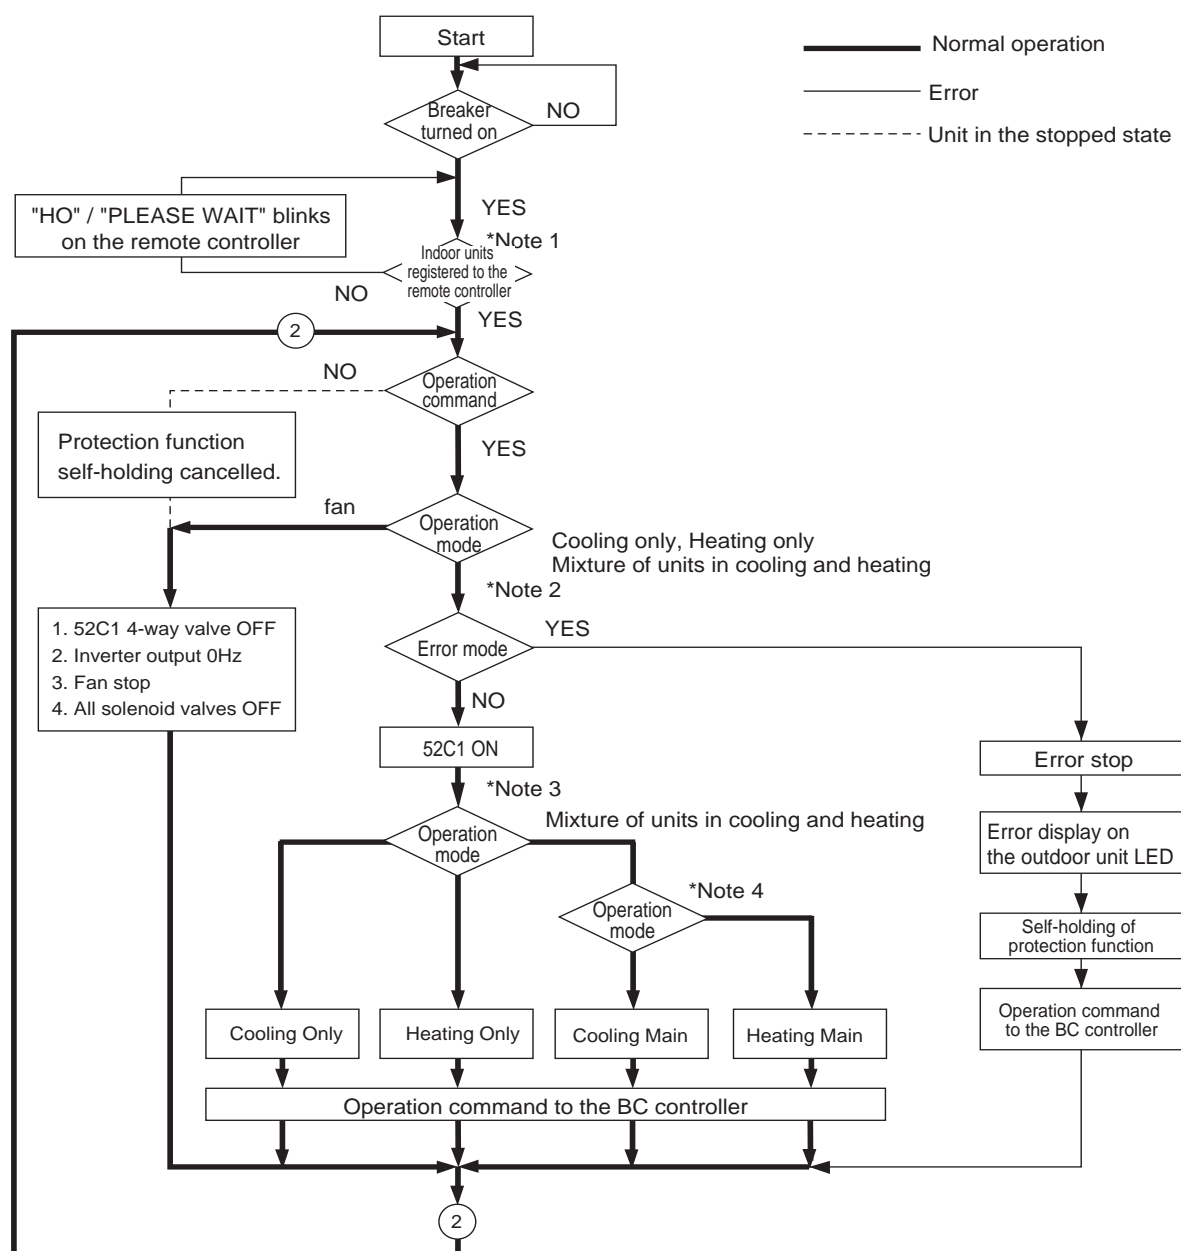 Start
Normal operation
Error
Unit in the stopped state
Breaker
turned on
NO
YES
"HO" / "PLEASE WAIT" blinks
on the remote controller
*Note 1
Indoor units
registered to the
remote controller
NO
YES
2
NO
Operation
command
Protection function
self-holding cancelled.
YES
fan
Operation
mode
Cooling only, Heating only
Mixture of units in cooling and heating
*Note 2
1. 52C1 4-way valve OFF
2. Inverter output 0Hz
3. Fan stop
4. All solenoid valves OFF
Error mode
YES
NO
52C1 ON
Error stop
*Note 3
Operation
mode
Mixture of units in cooling and heating
Error display on
the outdoor unit LED
*Note 4
Operation
mode
Self-holding of
protection function
Cooling Only
Heating Only
Cooling Main
Heating Main
Operation command
to the BC controller
Operation command to the BC controller
2